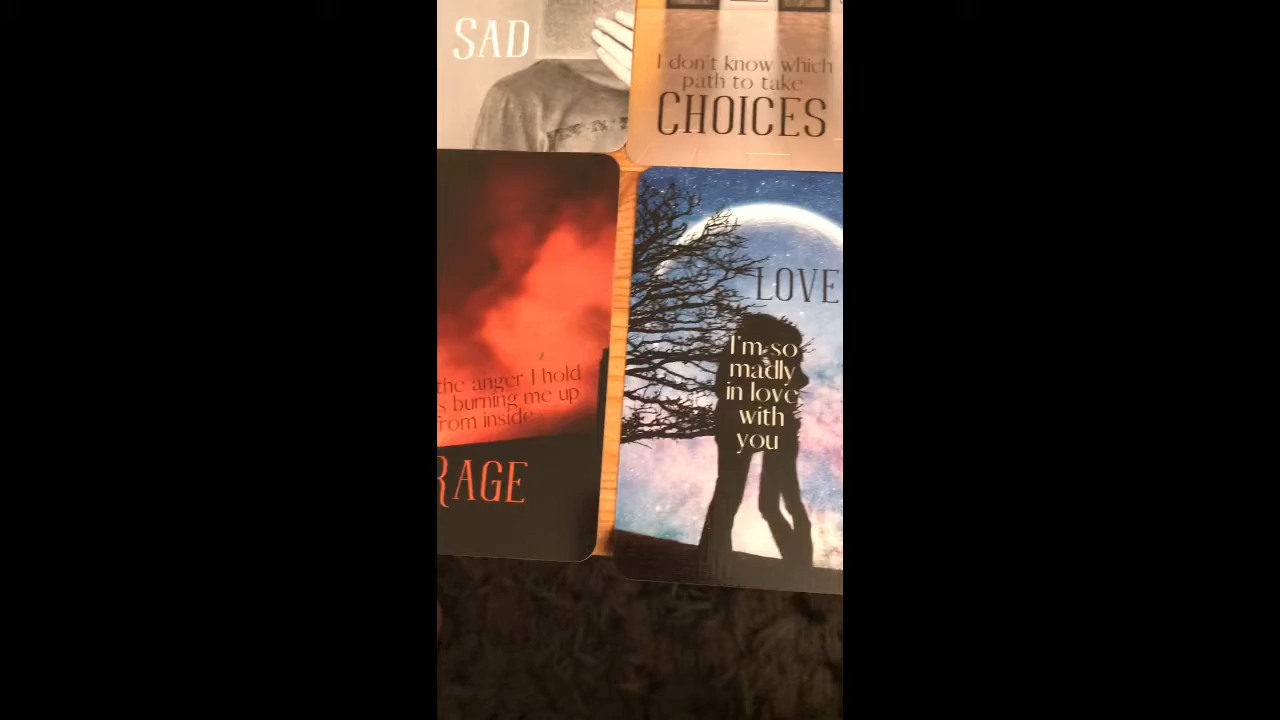 SAD
I don't know which
path to take
CHOICES
the anger I hold
burning me up
from inside
RAGE
LOVE
I'm so
madly
in love
with
you